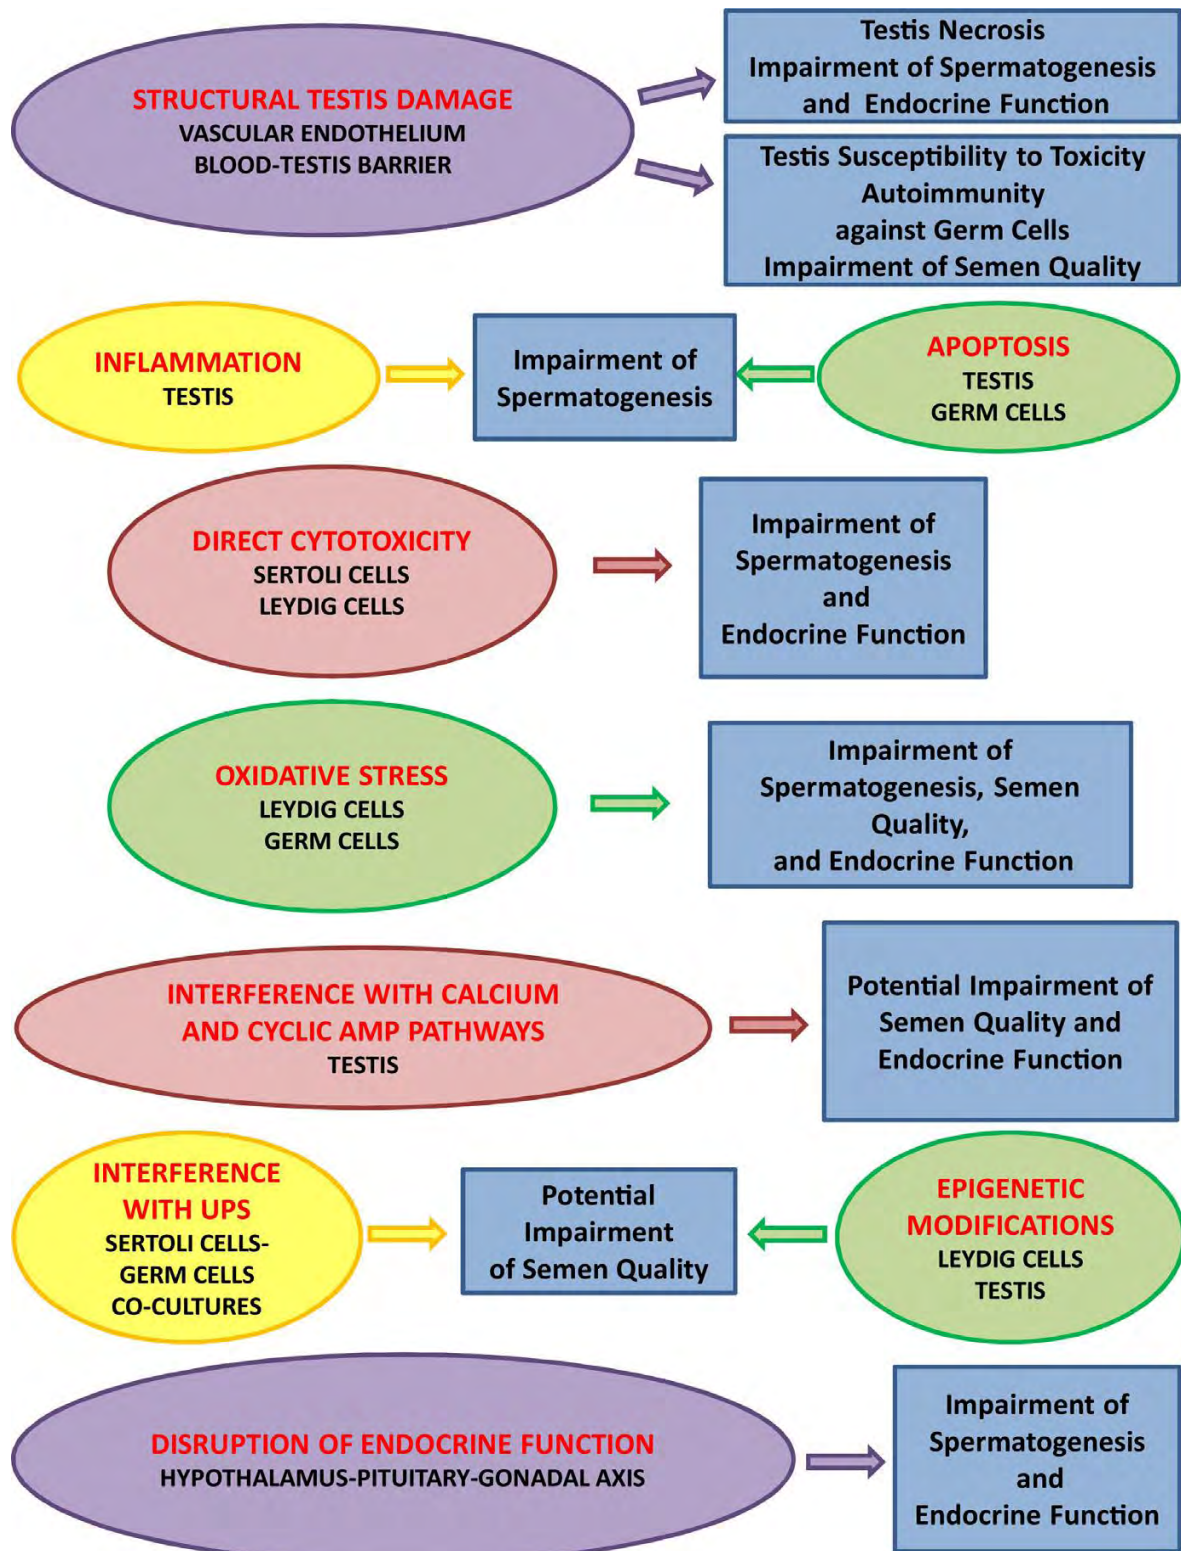 STRUCTURAL TESTIS DAMAGE
VASCULAR ENDOTHELIUM
BLOOD-TESTIS BARRIER
Testis Necrosis
Impairment of Spermatogenesis
and Endocrine Function
Testis Susceptibility to Toxicity
Autoimmunity
against Germ Cells
Impairment of Semen Quality
INFLAMMATION
TESTIS
Impairment of
Spermatogenesis
APOPTOSIS
TESTIS
GERM CELLS
DIRECT CYTOTOXICITY
SERTOLI CELLS
LEYDIG CELLS
Impairment of
Spermatogenesis
and
Endocrine Function
OXIDATIVE STRESS
LEYDIG CELLS
GERM CELLS
Impairment of
Spermatogenesis, Semen
Quality,
and Endocrine Function
INTERFERENCE WITH CALCIUM
AND CYCLIC AMP PATHWAYS
TESTIS
Potential Impairment of
Semen Quality and
Endocrine Function
INTERFERENCE
WITH UPS
SERTOLI CELLS-
GERM CELLS
CO-CULTURES
Potential
Impairment
of Semen Quality
EPIGENETIC
MODIFICATIONS
LEYDIG CELLS
TESTIS
DISRUPTION OF ENDOCRINE FUNCTION
HYPOTHALAMUS-PITUITARY-GONADAL AXIS
Impairment of
Spermatogenesis
and
Endocrine Function